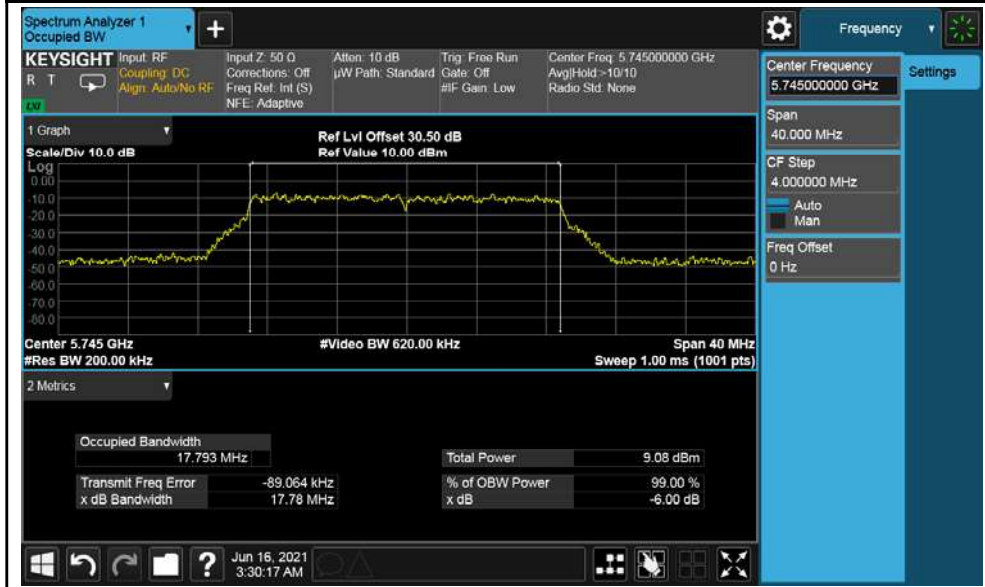 Spectrum Analyzer 1
Occupied BW
+
Frequency
KEYSIGHT
R T
LXI
Input: RF
Coupling: DC
Align: Auto/No RF
Input Z: 50 Ω
Corrections: Off
Freq Ref: Int (S)
NFE: Adaptive
Atten: 10 dB
µW Path: Standard
Trig: Free Run
Gate: Off
#IF Gain: Low
Center Freq: 5.745000000 GHz
Avg|Hold:>10/10
Radio Std: None
Center Frequency
5.745000000 GHz
Settings
Span
40.000 MHz
CF Step
4.000000 MHz
Auto
Man
Freq Offset
0 Hz
1 Graph
Scale/Div 10.0 dB
Ref Lvl Offset 30.50 dB
Ref Value 10.00 dBm
Log
0.00
-10.0
-20.0
-30.0
-40.0
-50.0
-60.0
-70.0
-80.0
Center 5.745 GHz
#Video BW 620.00 kHz
Span 40 MHz
#Res BW 200.00 kHz
Sweep 1.00 ms (1001 pts)
2 Metrics
Occupied Bandwidth
17.793 MHz
Total Power 9.08 dBm
Transmit Freq Error -89.064 kHz
% of OBW Power 99.00 %
x dB Bandwidth 17.78 MHz
x dB -6.00 dB
?
Jun 16, 2021
3:30:17 AM